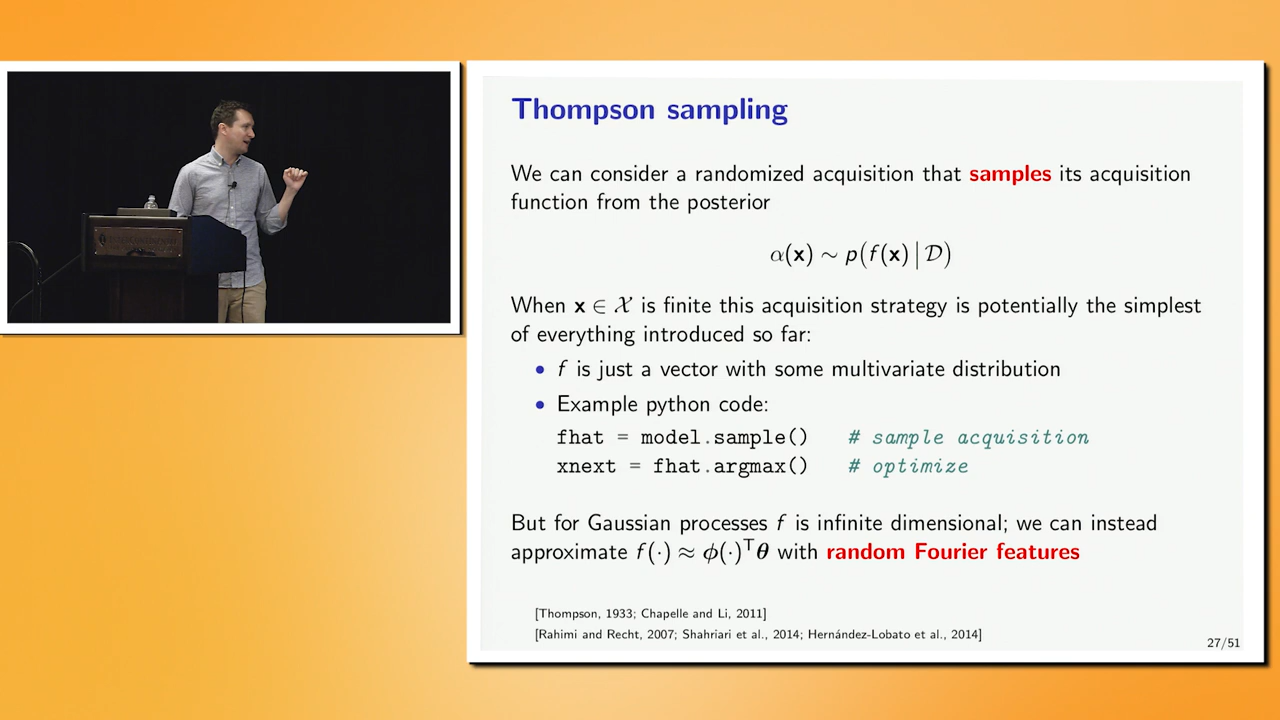 Thompson sampling
We can consider a randomized acquisition that samples its acquisition
function from the posterior
α(x) ∼ p(f(x) | D)
When x ∈ X is finite this acquisition strategy is potentially the simplest
of everything introduced so far:
• f is just a vector with some multivariate distribution
• Example python code:
fhat = model.sample() # sample acquisition
xnext = fhat.argmax() # optimize
But for Gaussian processes f is infinite dimensional; we can instead
approximate f(·) ≈ ϕ(·)ᵀθ with random Fourier features
[Thompson, 1933; Chapelle and Li, 2011]
[Rahimi and Recht, 2007; Shahriari et al., 2014; Hernández-Lobato et al., 2014]
27/51